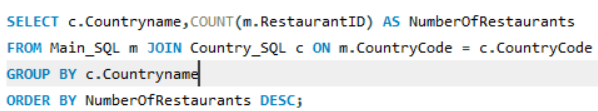 SELECT c.Countryname,COUNT(m.RestaurantID) AS NumberOfRestaurants
FROM Main_SQL m JOIN Country_SQL c ON m.CountryCode = c.CountryCode
GROUP BY c.Countryname
ORDER BY NumberOfRestaurants DESC;